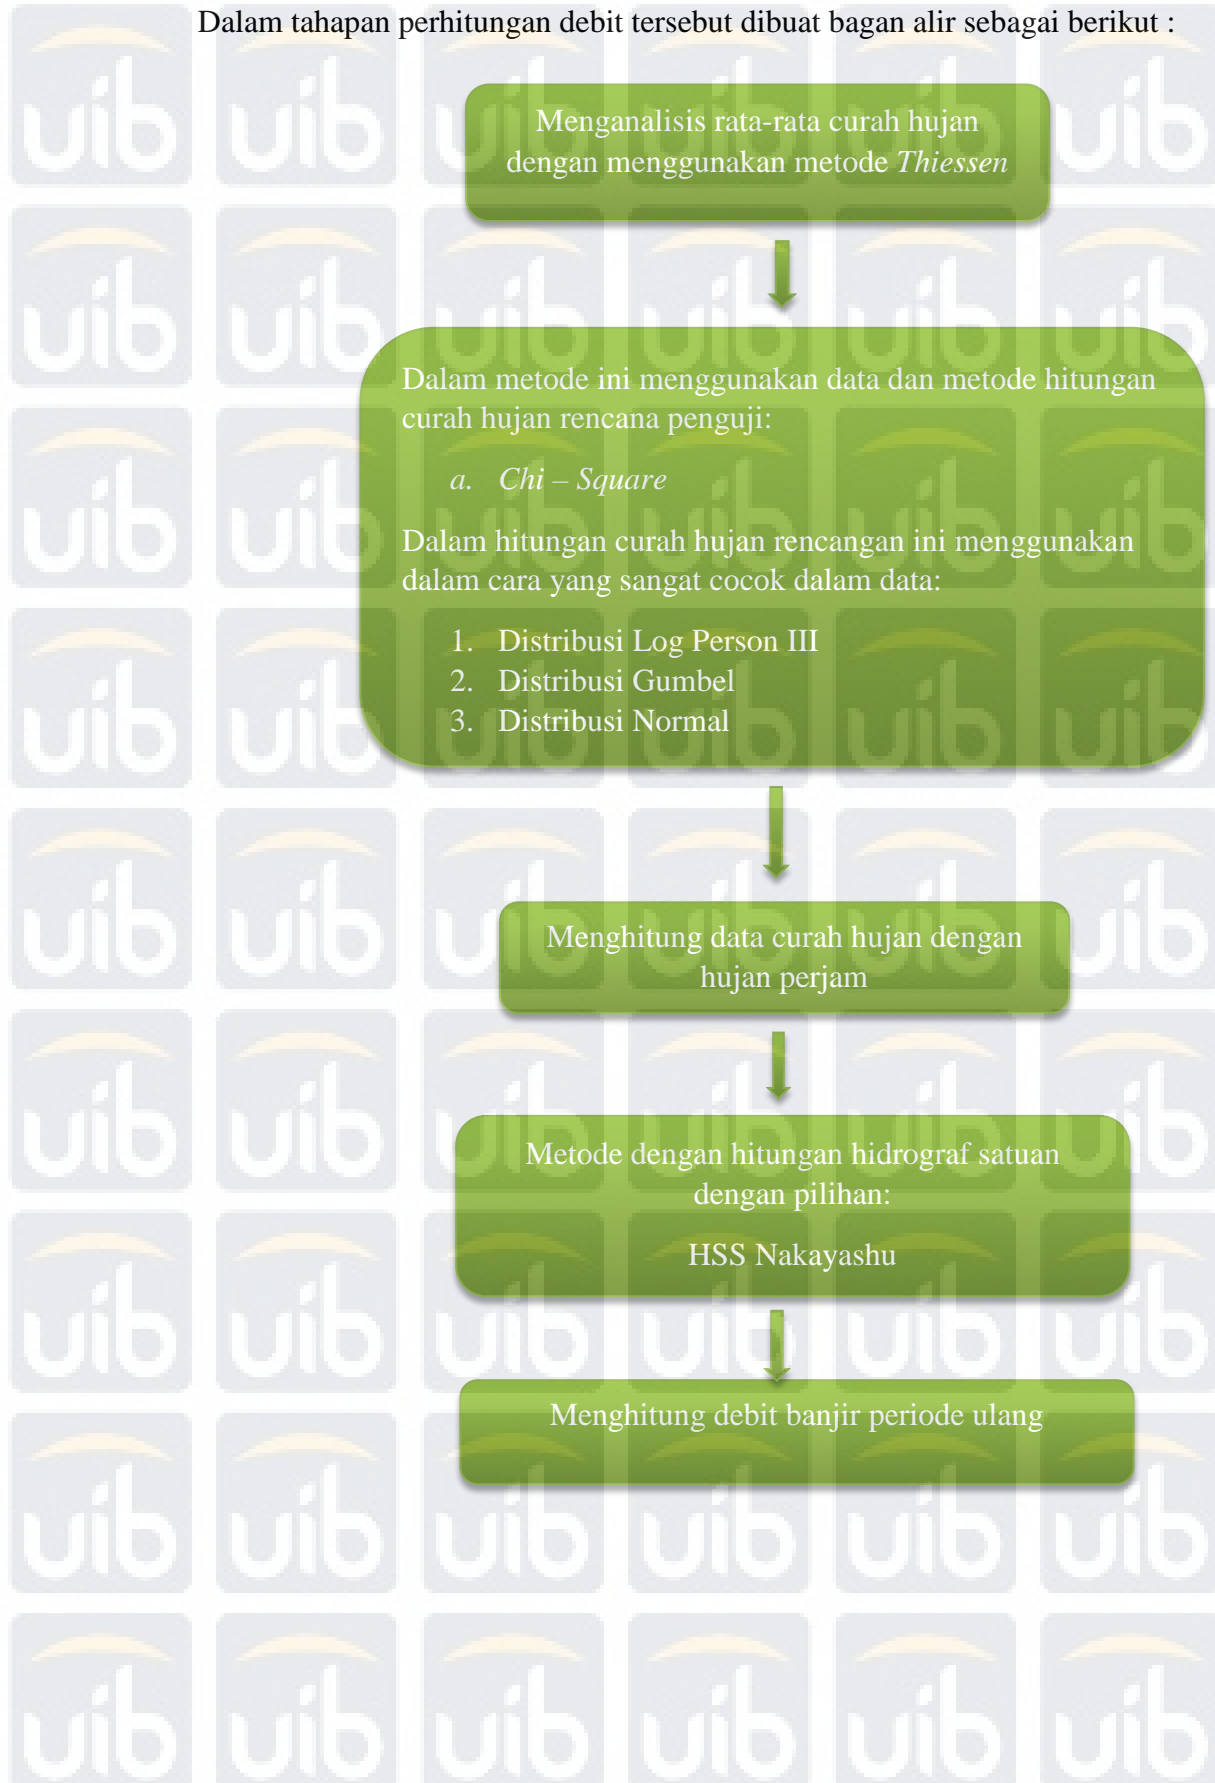 Dalam tahapan perhitungan debit tersebut dibuat bagan alir sebagai berikut :
Menganalisis rata-rata curah hujan
dengan menggunakan metode Thiessen
Dalam metode ini menggunakan data dan metode hitungan
curah hujan rencana penguji:
a. Chi – Square
Dalam hitungan curah hujan rencangan ini menggunakan
dalam cara yang sangat cocok dalam data:
1. Distribusi Log Person III
2. Distribusi Gumbel
3. Distribusi Normal
Menghitung data curah hujan dengan
hujan perjam
Metode dengan hitungan hidrograf satuan
dengan pilihan:
HSS Nakayashu
Menghitung debit banjir periode ulang